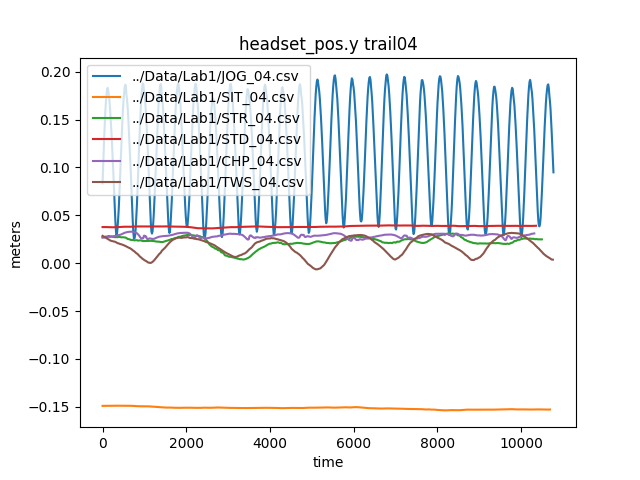 headset_pos.y trail04
0.20
0.15
0.10
0.05
0.00
−0.05
−0.10
−0.15
meters
../Data/Lab1/JOG_04.csv
../Data/Lab1/SIT_04.csv
../Data/Lab1/STR_04.csv
../Data/Lab1/STD_04.csv
../Data/Lab1/CHP_04.csv
../Data/Lab1/TWS_04.csv
0 2000 4000 6000 8000 10000
time